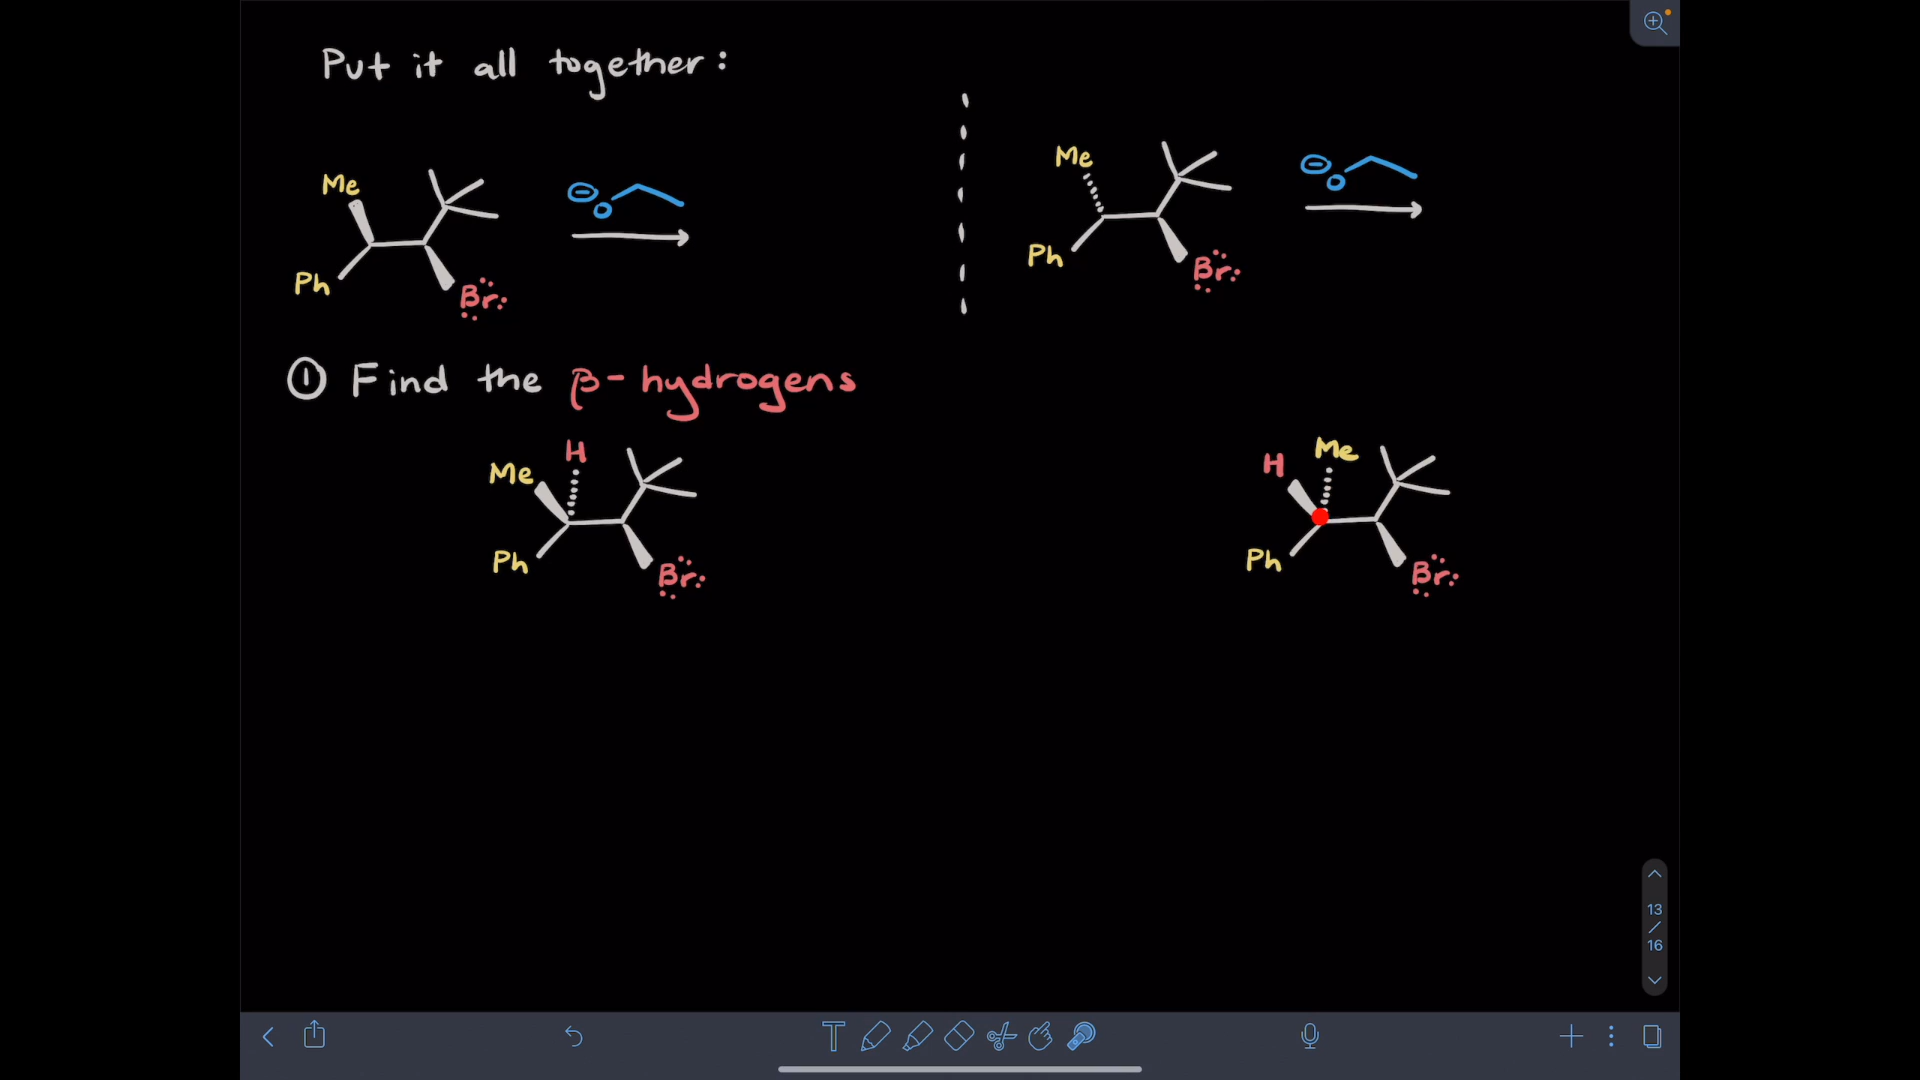 Put it all together:
Me
Ph
Br
⊖
O
Me
Ph
Br
⊖
O
① Find the β-hydrogens
H
Me
Ph
Br
H
Me
Ph
Br
13
/
16
T